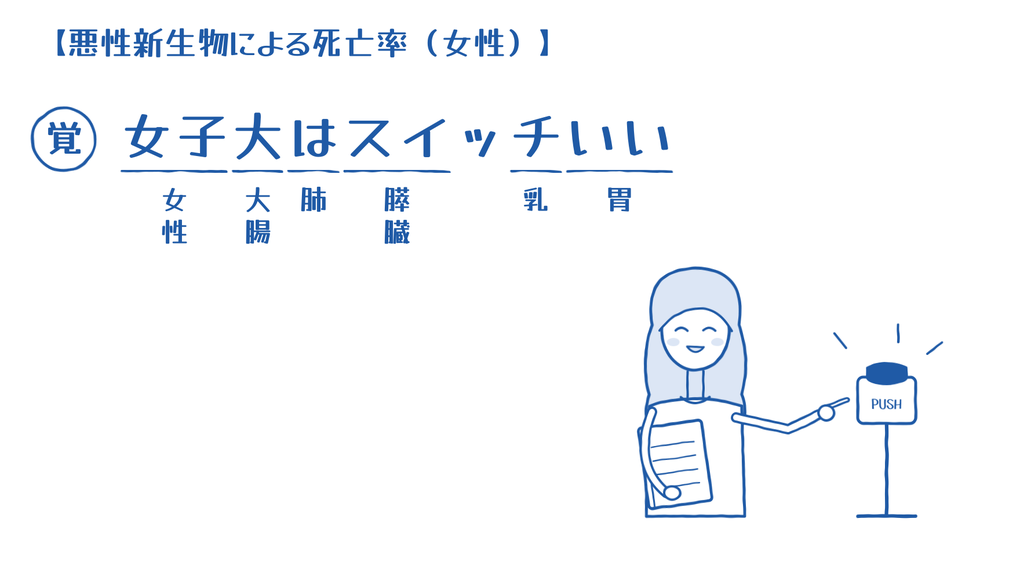 【悪性新生物による死亡率（女性）】
覚 女子大はスイッチいい
女性 大腸 肺 膵臓 乳 胃
PUSH